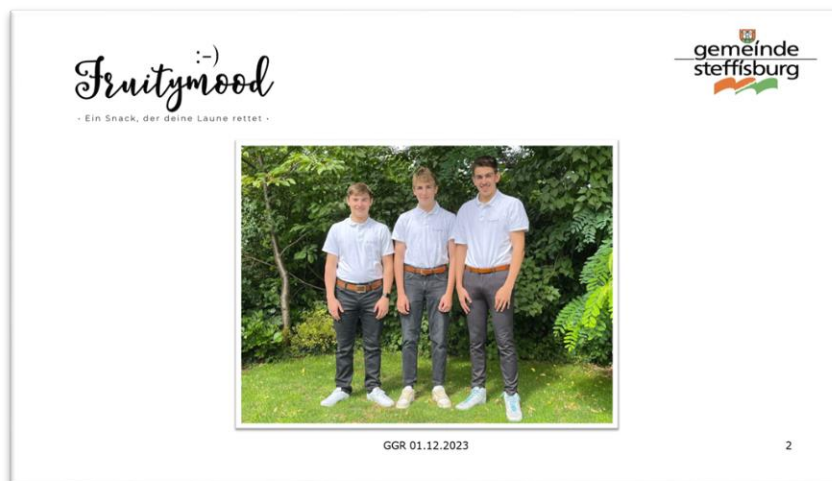 :-)
Fruitymood
- Ein Snack, der deine Laune rettet -
gemeinde
steffisburg
GGR 01.12.2023
2